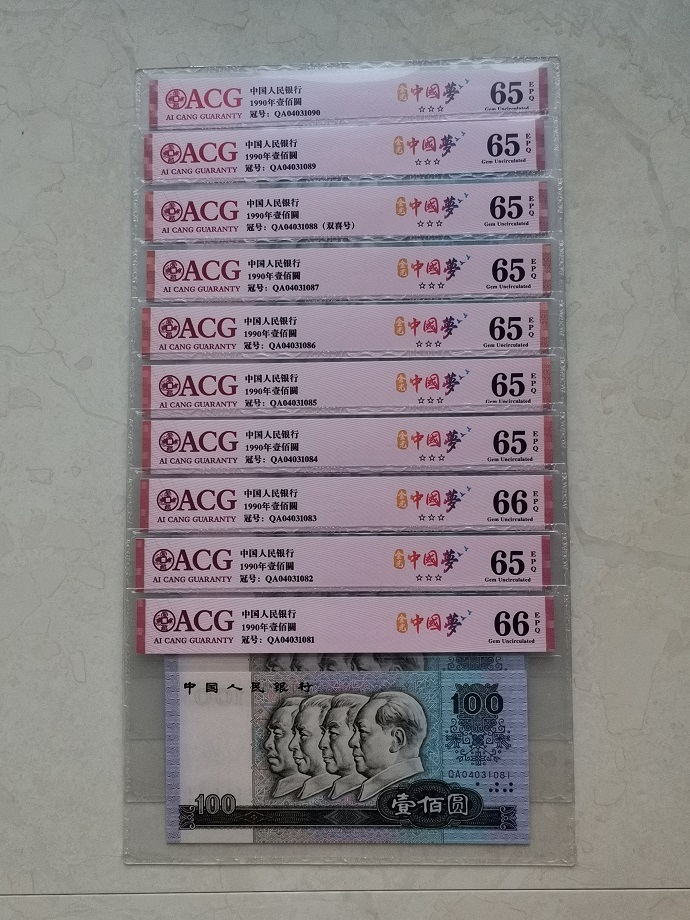 ACG
AI CANG GUARANTY
中国人民银行
1990年壹佰圆
冠号：QA04031090
中國夢
☆☆☆
65
EPQ
Gem Uncirculated
ACG
AI CANG GUARANTY
中国人民银行
1990年壹佰圆
冠号：QA04031089
中國夢
☆☆☆
65
EPQ
Gem Uncirculated
ACG
AI CANG GUARANTY
中国人民银行
1990年壹佰圆
冠号：QA04031088（双喜号）
中國夢
☆☆☆
65
EPQ
Gem Uncirculated
ACG
AI CANG GUARANTY
中国人民银行
1990年壹佰圆
冠号：QA04031087
中國夢
☆☆☆
65
EPQ
Gem Uncirculated
ACG
AI CANG GUARANTY
中国人民银行
1990年壹佰圆
冠号：QA04031086
中國夢
☆☆☆
65
EPQ
Gem Uncirculated
ACG
AI CANG GUARANTY
中国人民银行
1990年壹佰圆
冠号：QA04031085
中國夢
☆☆☆
65
EPQ
Gem Uncirculated
ACG
AI CANG GUARANTY
中国人民银行
1990年壹佰圆
冠号：QA04031084
中國夢
☆☆☆
65
EPQ
Gem Uncirculated
ACG
AI CANG GUARANTY
中国人民银行
1990年壹佰圆
冠号：QA04031083
中國夢
☆☆☆
66
EPQ
Gem Uncirculated
ACG
AI CANG GUARANTY
中国人民银行
1990年壹佰圆
冠号：QA04031082
中國夢
☆☆☆
65
EPQ
Gem Uncirculated
ACG
AI CANG GUARANTY
中国人民银行
1990年壹佰圆
冠号：QA04031081
中國夢
66
EPQ
Gem Uncirculated
中国人民银行
100
QA04031081
100
壹佰圆